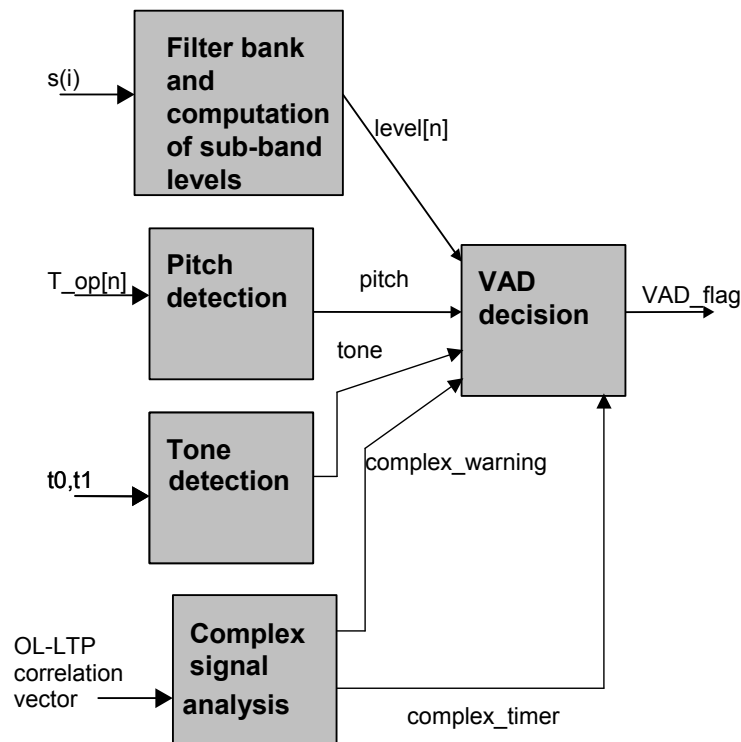 s(i)
Filter bank
and
computation
of sub-band
levels
level[n]
T_op[n]
Pitch
detection
pitch
VAD
decision
VAD_flag
tone
t0,t1
Tone
detection
complex_warning
OL-LTP
correlation
vector
Complex
signal
analysis
complex_timer